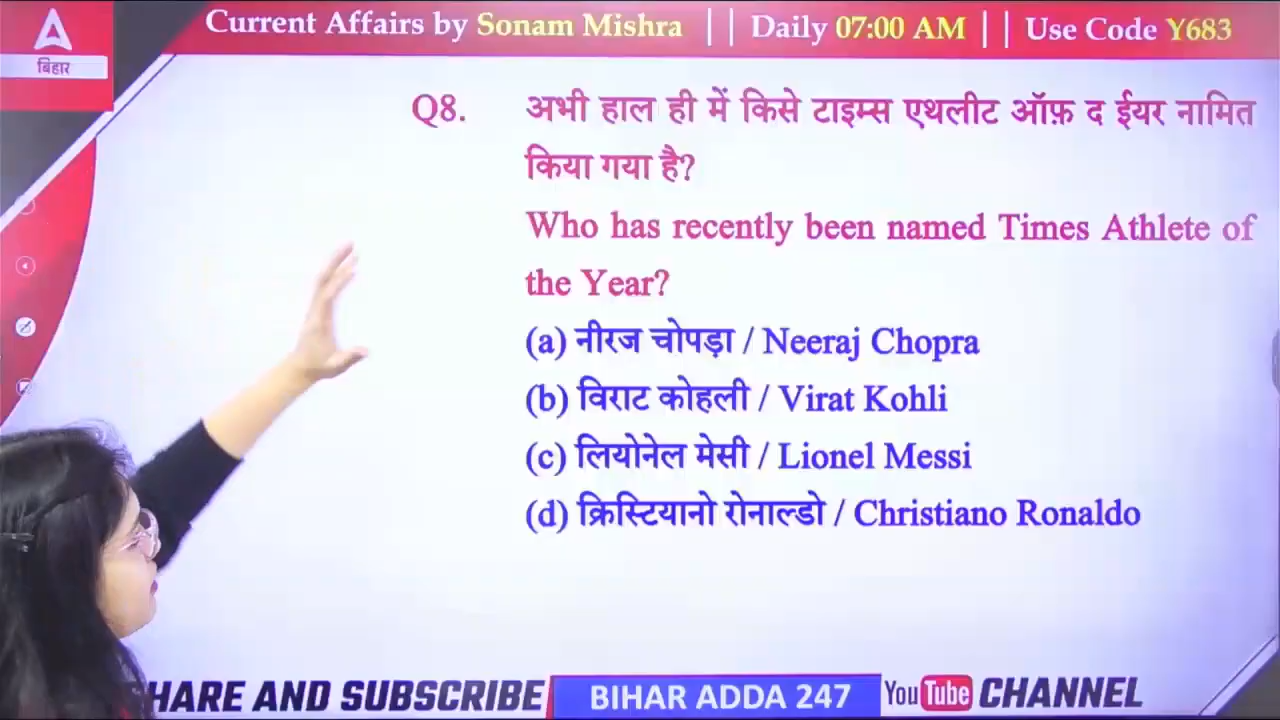 Current Affairs by Sonam Mishra || Daily 07:00 AM || Use Code Y683
बिहार
Q8. अभी हाल ही में किसे टाइम्स एथलीट ऑफ़ द ईयर नामित
किया गया है?
Who has recently been named Times Athlete of
the Year?
(a) नीरज चोपड़ा / Neeraj Chopra
(b) विराट कोहली / Virat Kohli
(c) लियोनेल मेसी / Lionel Messi
(d) क्रिस्टियानो रोनाल्डो / Christiano Ronaldo
HARE AND SUBSCRIBE BIHAR ADDA 247 YouTube CHANNEL